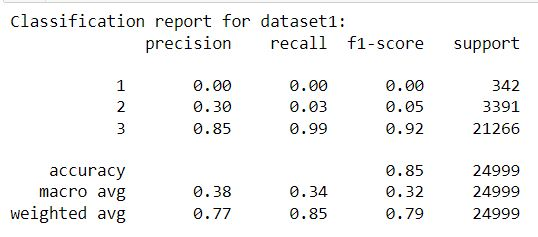 Classification report for dataset1:
precision recall f1-score support
1 0.00 0.00 0.00 342
2 0.30 0.03 0.05 3391
3 0.85 0.99 0.92 21266
accuracy 0.85 24999
macro avg 0.38 0.34 0.32 24999
weighted avg 0.77 0.85 0.79 24999